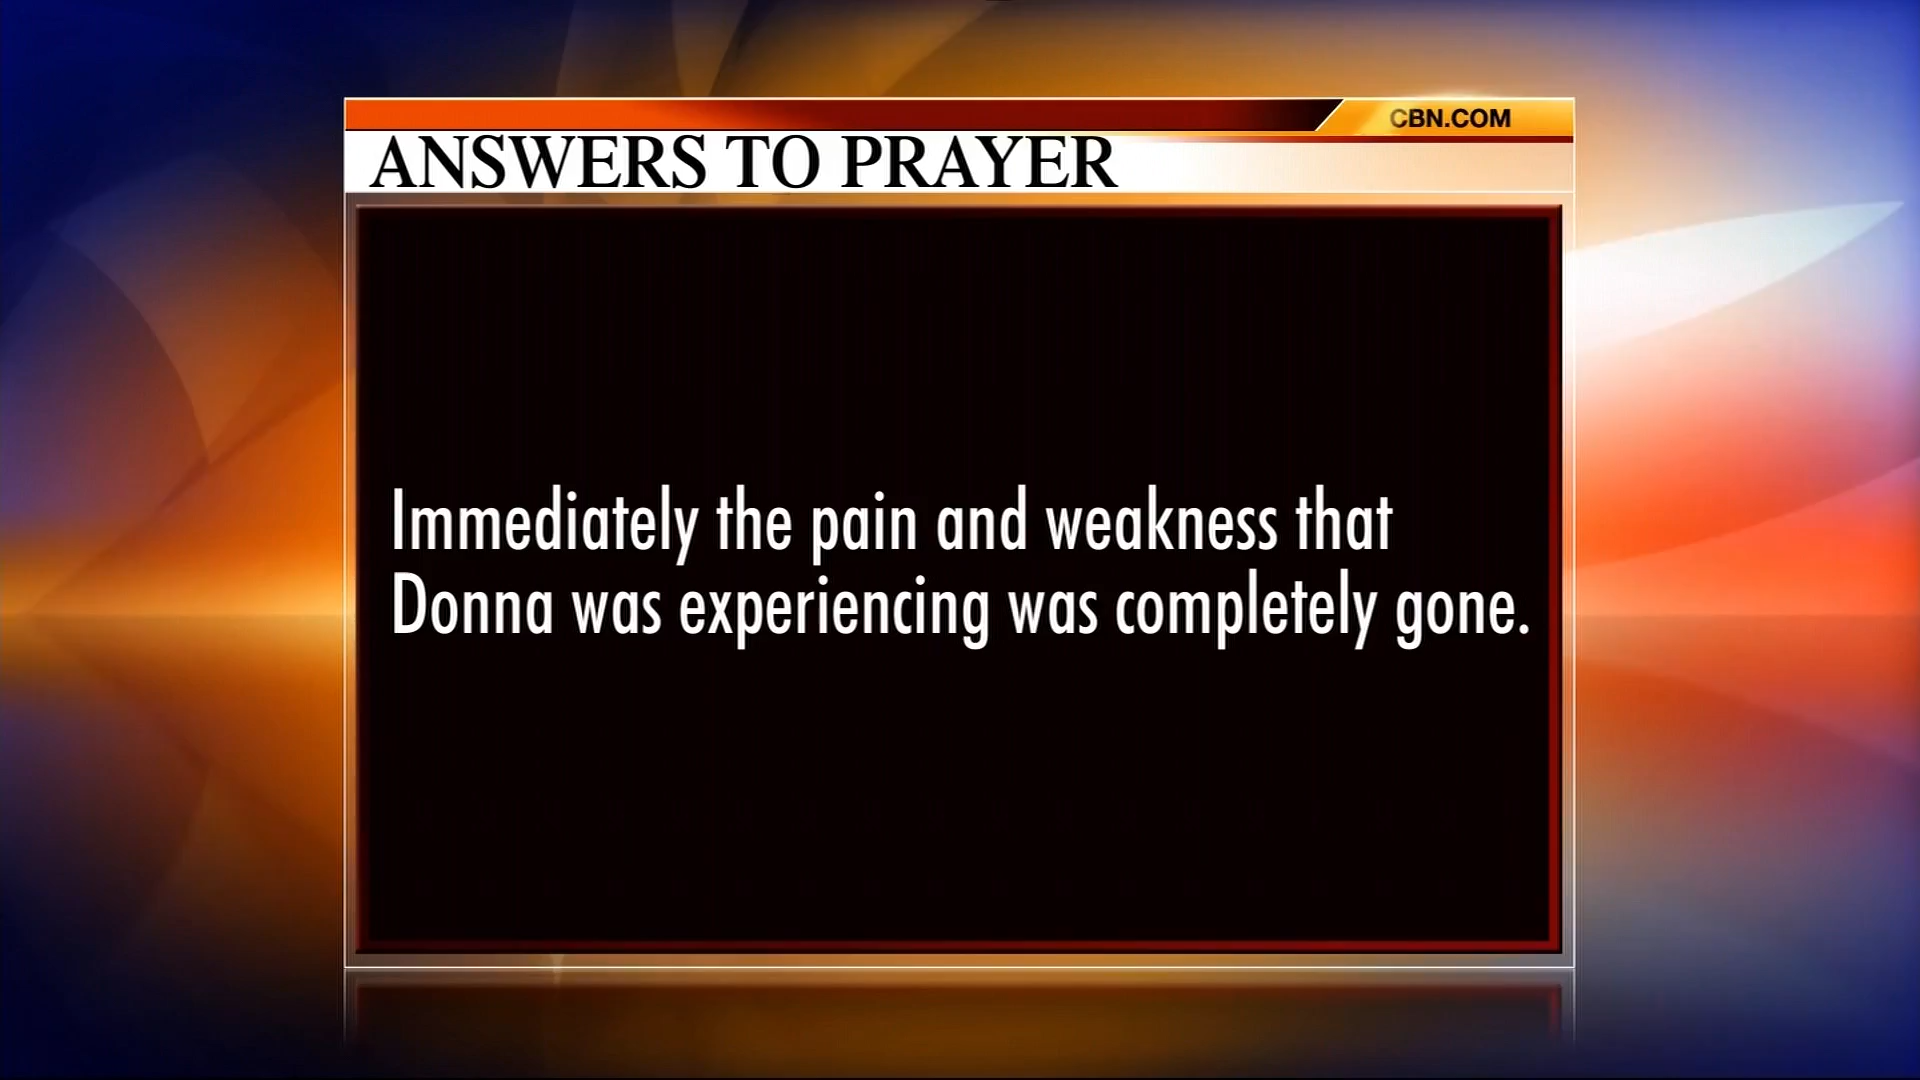 CBN.COM
ANSWERS TO PRAYER
Immediately the pain and weakness that
Donna was experiencing was completely gone.